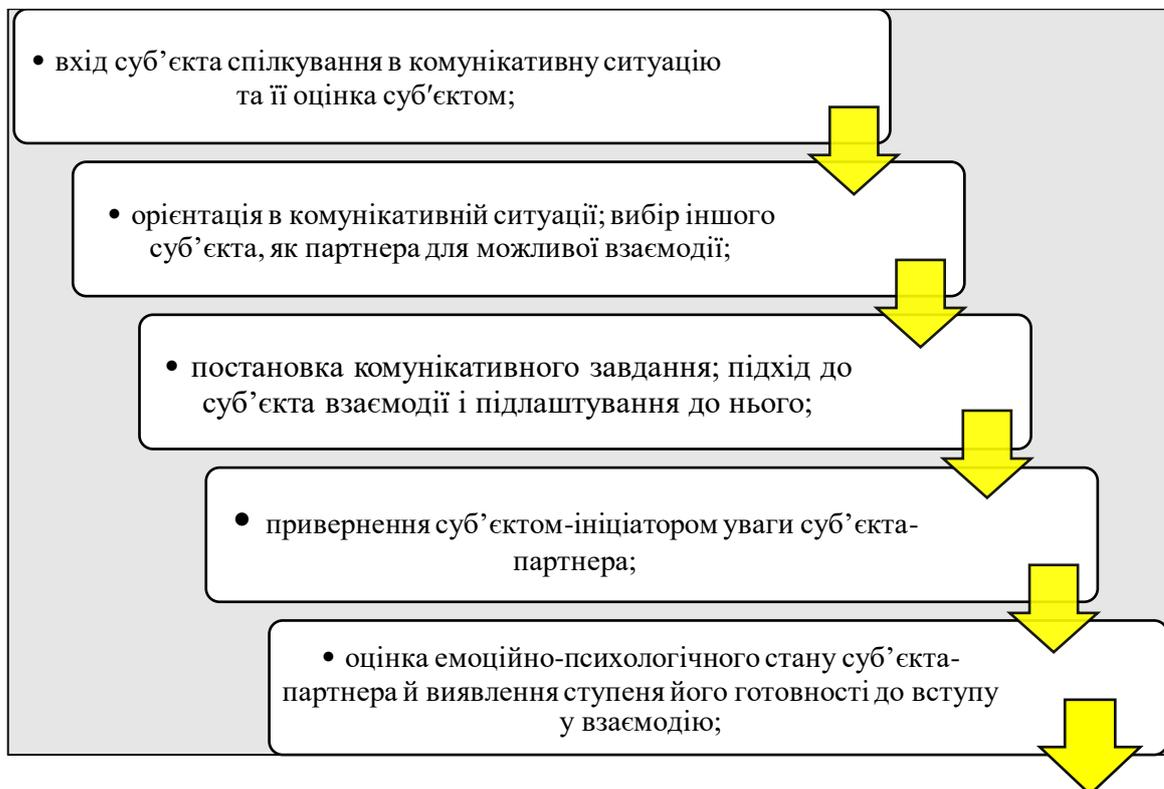 • вхід суб’єкта спілкування в комунікативну ситуацію
та її оцінка суб'єктом;
• орієнтація в комунікативній ситуації; вибір іншого
суб’єкта, як партнера для можливої взаємодії;
• постановка комунікативного завдання; підхід до
суб’єкта взаємодії і підлаштування до нього;
• привернення суб’єктом-ініціатором уваги суб’єкта-
партнера;
• оцінка емоційно-психологічного стану суб’єкта-
партнера й виявлення ступеня його готовності до вступу
у взаємодію;